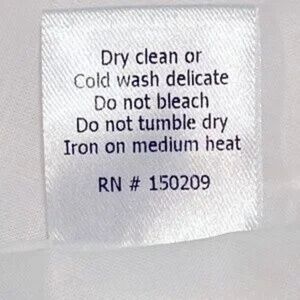 Dry clean or
Cold wash delicate
Do not bleach
Do not tumble dry
Iron on medium heat
RN # 150209